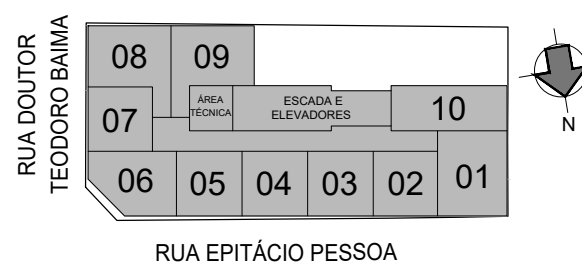 RUA DOUTOR
TEODORO BAIMA
08
09
07
ÁREA
TÉCNICA
ESCADA E
ELEVADORES
10
06
05
04
03
02
01
N
RUA EPITÁCIO PESSOA